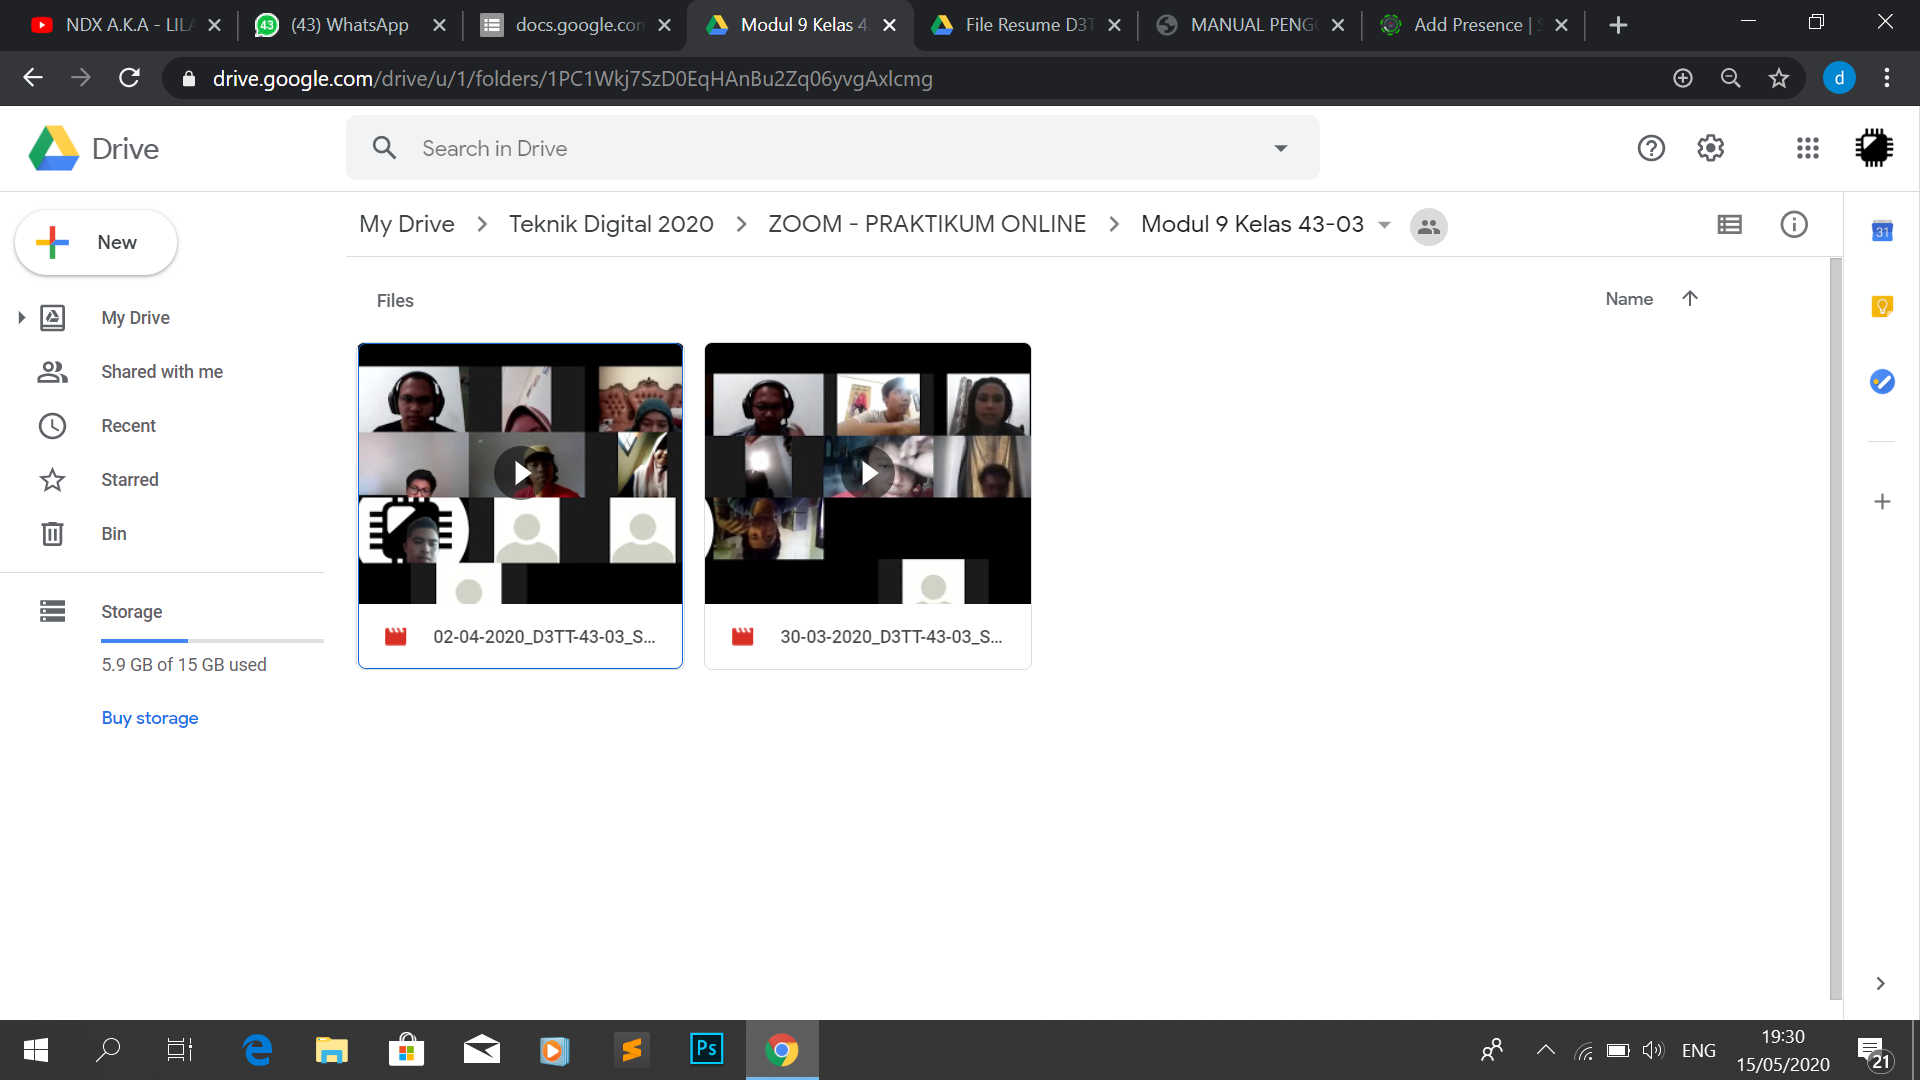 NDX A.K.A - LIL
(43) WhatsApp
docs.google.co
Modul 9 Kelas 4
File Resume D3T
MANUAL PENG
Add Presence |
drive.google.com/drive/u/1/folders/1PC1Wkj7SzD0EqHAnBu2Zq06yvgAxlcmg
d
Drive
Search in Drive
New
My Drive
Shared with me
Recent
Starred
Bin
Storage
5.9 GB of 15 GB used
Buy storage
My Drive > Teknik Digital 2020 > ZOOM - PRAKTIKUM ONLINE > Modul 9 Kelas 43-03
Files
Name
02-04-2020_D3TT-43-03_S...
30-03-2020_D3TT-43-03_S...
31
Ps
ENG
19:30
15/05/2020
21